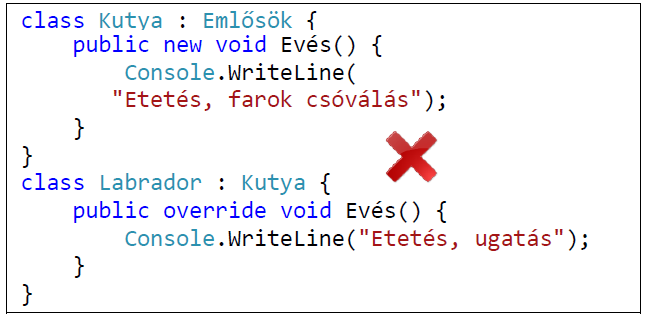 class Kutya : Emlősök {
    public new void Evés() {
        Console.WriteLine(
       "Etetés, farok csóválás");
    }
}
class Labrador : Kutya {
    public override void Evés() {
        Console.WriteLine("Etetés, ugatás");
    }
}